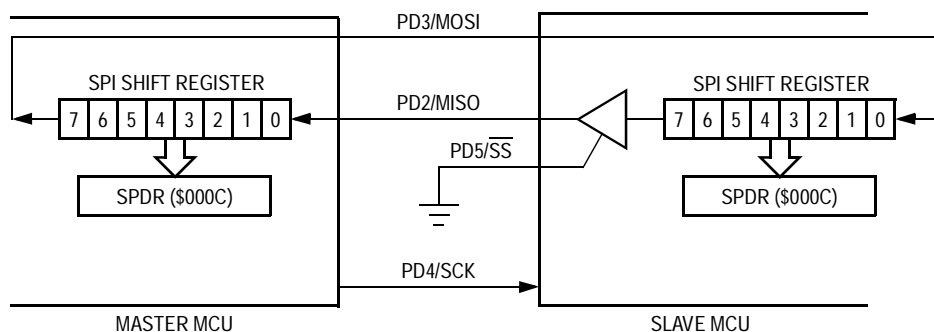 PD3/MOSI
SPI SHIFT REGISTER
SPI SHIFT REGISTER
7 6 5 4 3 2 1 0
PD2/MISO
7 6 5 4 3 2 1 0
PD5/S̅S̅
SPDR ($000C)
SPDR ($000C)
PD4/SCK
MASTER MCU
SLAVE MCU